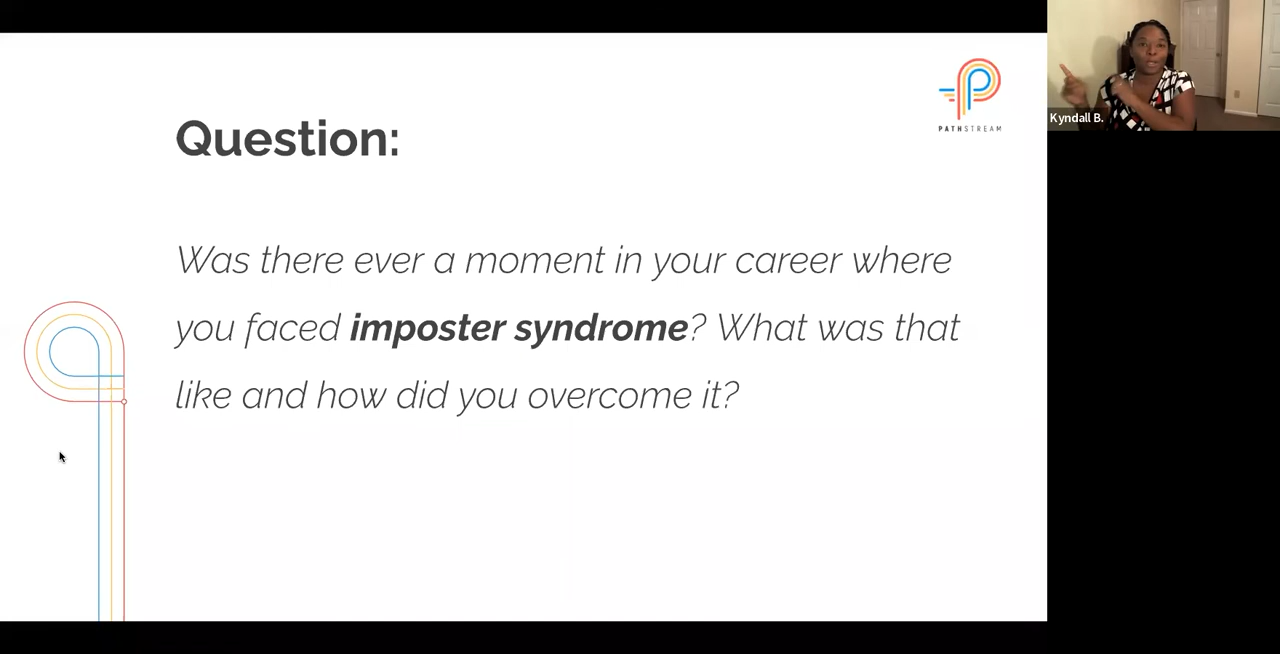 Question:
Was there ever a moment in your career where
you faced imposter syndrome? What was that
like and how did you overcome it?
PATHSTREAM
Kyndall B.